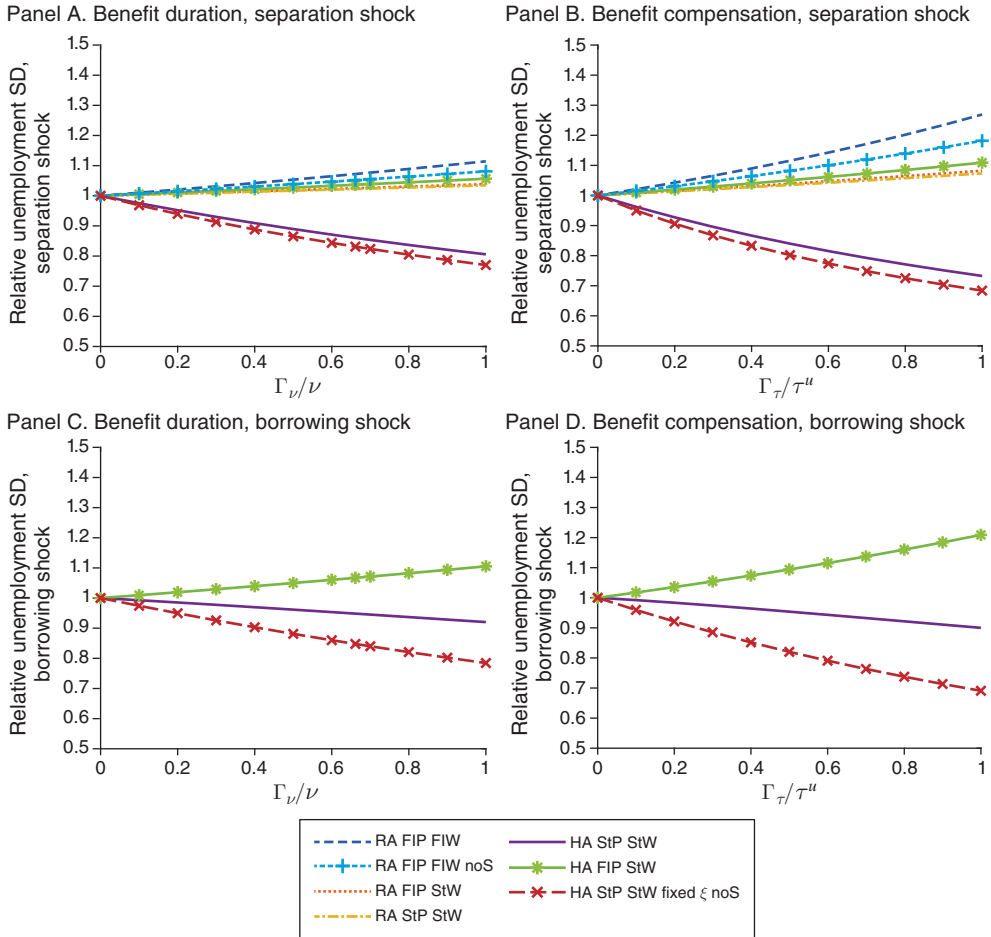 Panel A. Benefit duration, separation shock
Relative unemployment SD,
separation shock
1.5
1.4
1.3
1.2
1.1
1
0.9
0.8
0.7
0.6
0.5
0
0.2
0.4
0.6
0.8
1
Γν/ν
Panel B. Benefit compensation, separation shock
Relative unemployment SD,
separation shock
1.5
1.4
1.3
1.2
1.1
1
0.9
0.8
0.7
0.6
0.5
0
0.2
0.4
0.6
0.8
1
Γτ/τᵘ
Panel C. Benefit duration, borrowing shock
Relative unemployment SD,
borrowing shock
1.5
1.4
1.3
1.2
1.1
1
0.9
0.8
0.7
0.6
0.5
0
0.2
0.4
0.6
0.8
1
Γν/ν
Panel D. Benefit compensation, borrowing shock
Relative unemployment SD,
borrowing shock
1.5
1.4
1.3
1.2
1.1
1
0.9
0.8
0.7
0.6
0.5
0
0.2
0.4
0.6
0.8
1
Γτ/τᵘ
RA FIP FIW
RA FIP FIW noS
RA FIP StW
RA StP StW
HA StP StW
HA FIP StW
HA StP StW fixed ξ noS